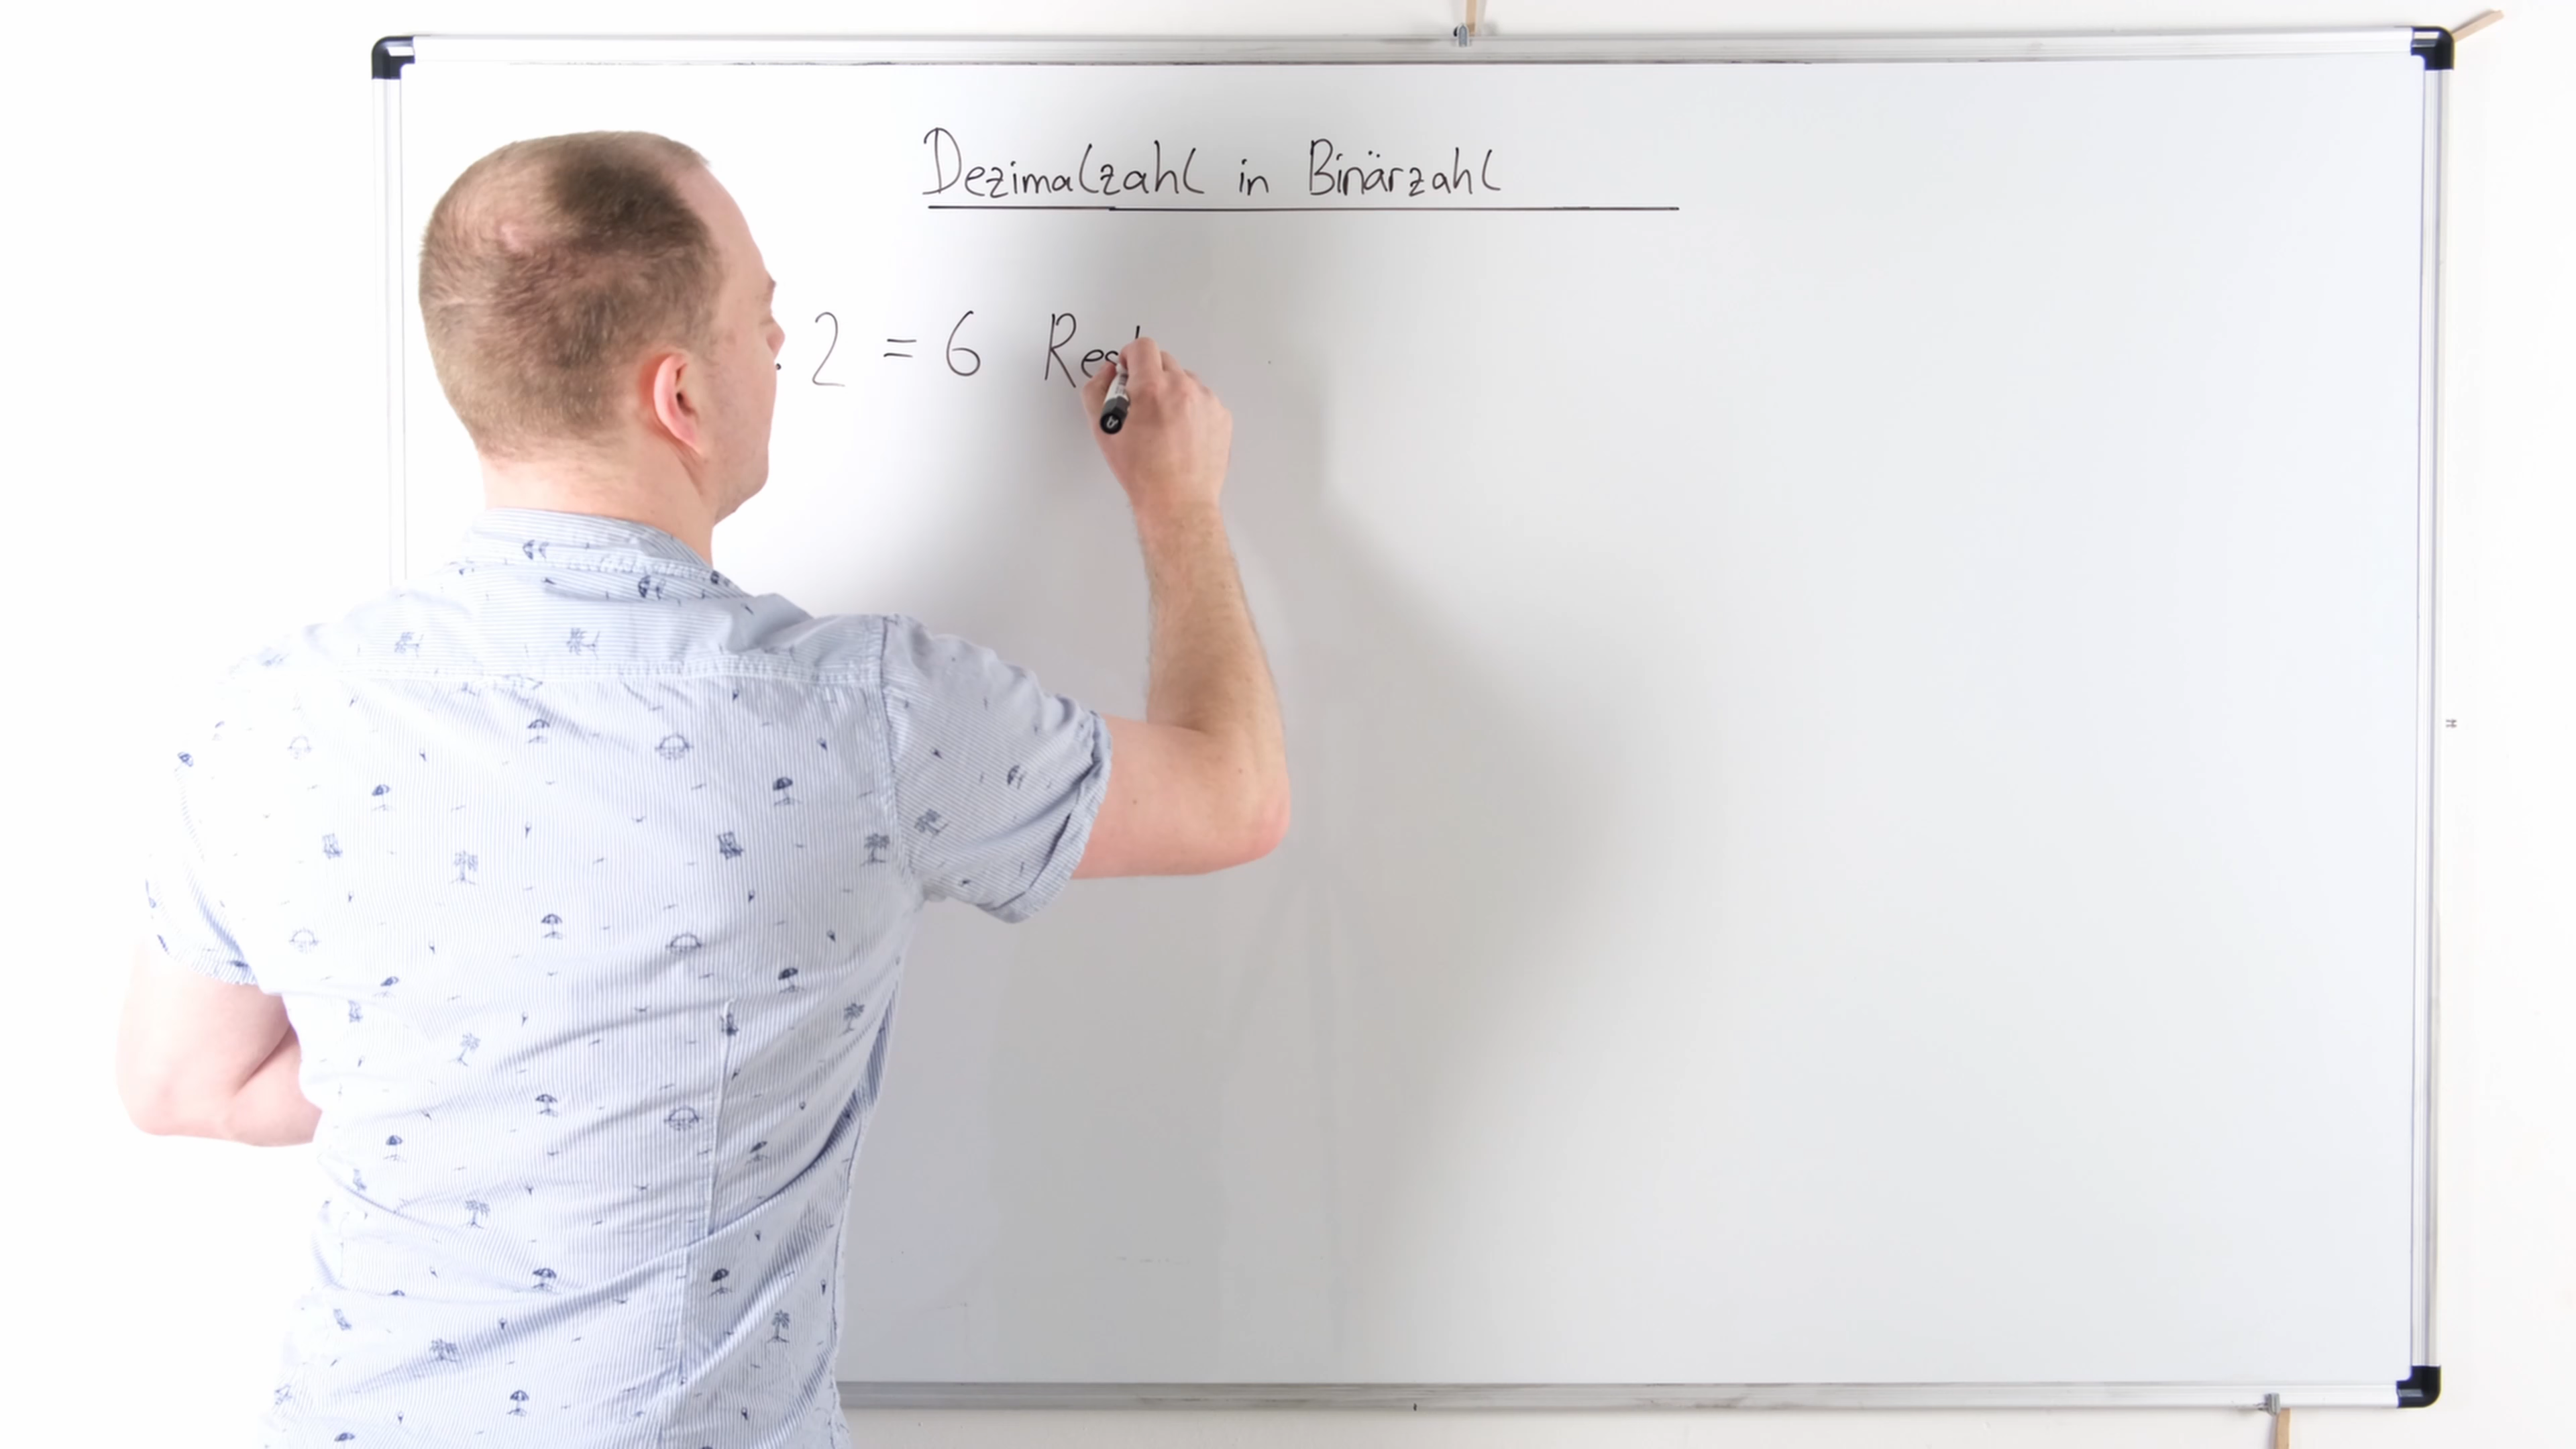 Dezimalzahl in Binärzahl
: 2 = 6 Rest